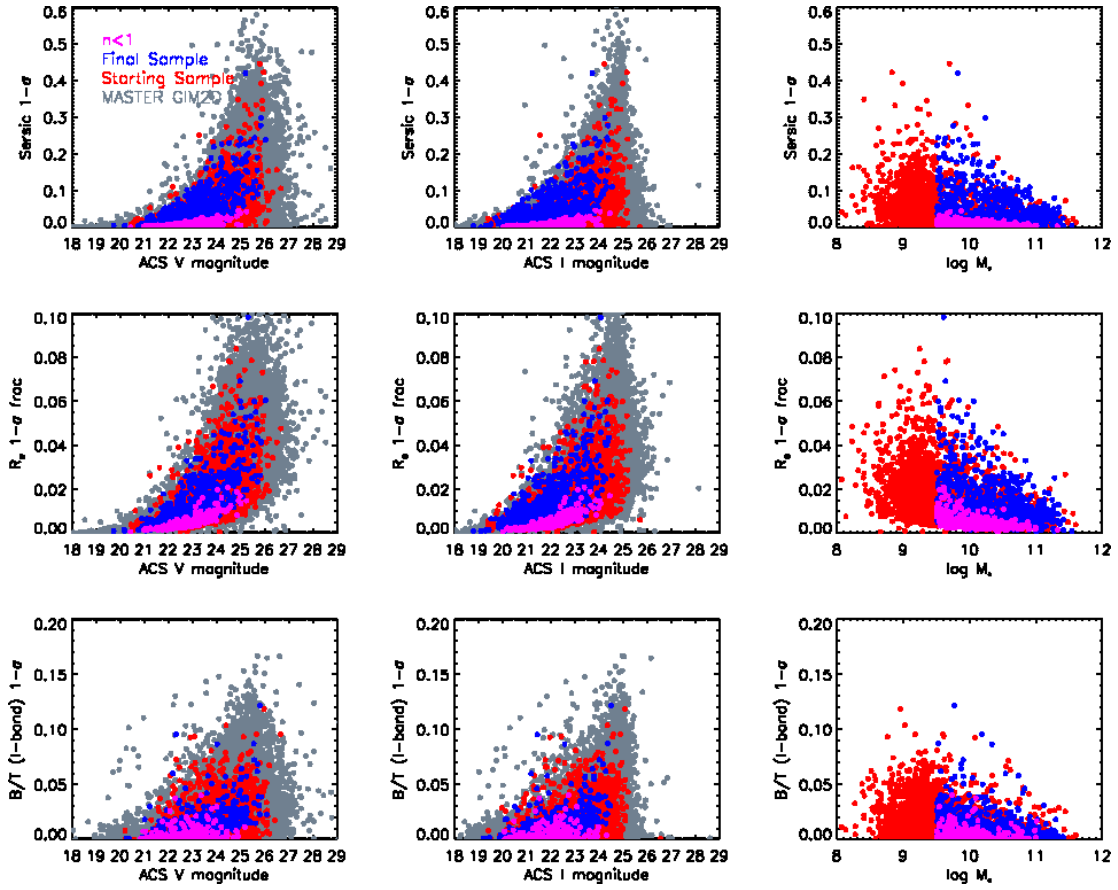 0.6
0.5
0.4
0.3
0.2
0.1
0.0
Sersic 1-σ
n<1
Final Sample
Starting Sample
MASTER GIM2D
18 19 20 21 22 23 24 25 26 27 28 29
ACS V magnitude
0.6
0.5
0.4
0.3
0.2
0.1
0.0
Sersic 1-σ
18 19 20 21 22 23 24 25 26 27 28 29
ACS I magnitude
0.6
0.5
0.4
0.3
0.2
0.1
0.0
Sersic 1-σ
8 9 10 11 12
log M*
0.10
0.08
0.06
0.04
0.02
0.00
Re 1-σ frac
18 19 20 21 22 23 24 25 26 27 28 29
ACS V magnitude
0.10
0.08
0.06
0.04
0.02
0.00
Re 1-σ frac
18 19 20 21 22 23 24 25 26 27 28 29
ACS I magnitude
0.10
0.08
0.06
0.04
0.02
0.00
Re 1-σ frac
8 9 10 11 12
log M*
0.20
0.15
0.10
0.05
0.00
B/T (I-band) 1-σ
18 19 20 21 22 23 24 25 26 27 28 29
ACS V magnitude
0.20
0.15
0.10
0.05
0.00
B/T (I-band) 1-σ
18 19 20 21 22 23 24 25 26 27 28 29
ACS I magnitude
0.20
0.15
0.10
0.05
0.00
B/T (I-band) 1-σ
8 9 10 11 12
log M*